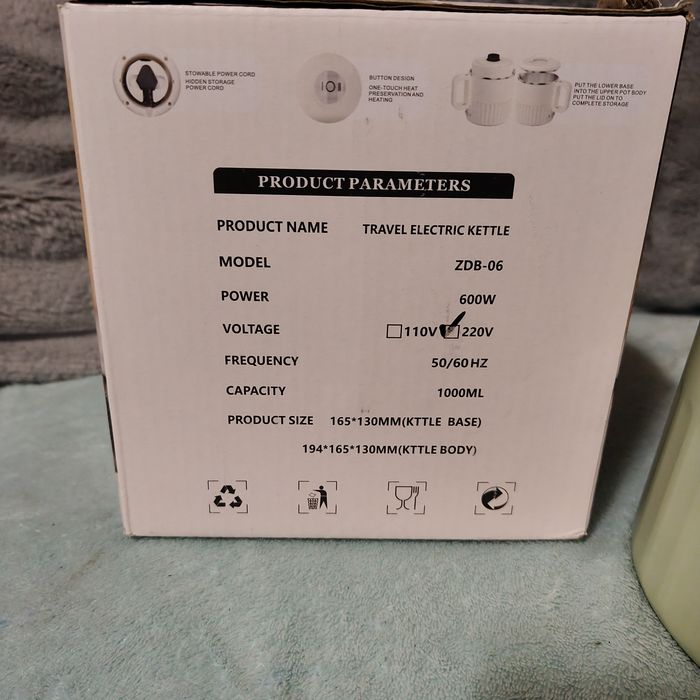 STOWABLE POWER CORD
HIDDEN STORAGE
POWER CORD
BUTTON DESIGN
ONE-TOUCH HEAT
PRESERVATION AND
HEATING
PUT THE LOWER BASE
INTO THE UPPER POT BODY
PUT THE LID ON TO
COMPLETE STORAGE
PRODUCT PARAMETERS
PRODUCT NAME TRAVEL ELECTRIC KETTLE
MODEL ZDB-06
POWER 600W
VOLTAGE 110V 220V
FREQUENCY 50/60 HZ
CAPACITY 1000ML
PRODUCT SIZE 165*130MM(KTTLE BASE)
194*165*130MM(KTTLE BODY)